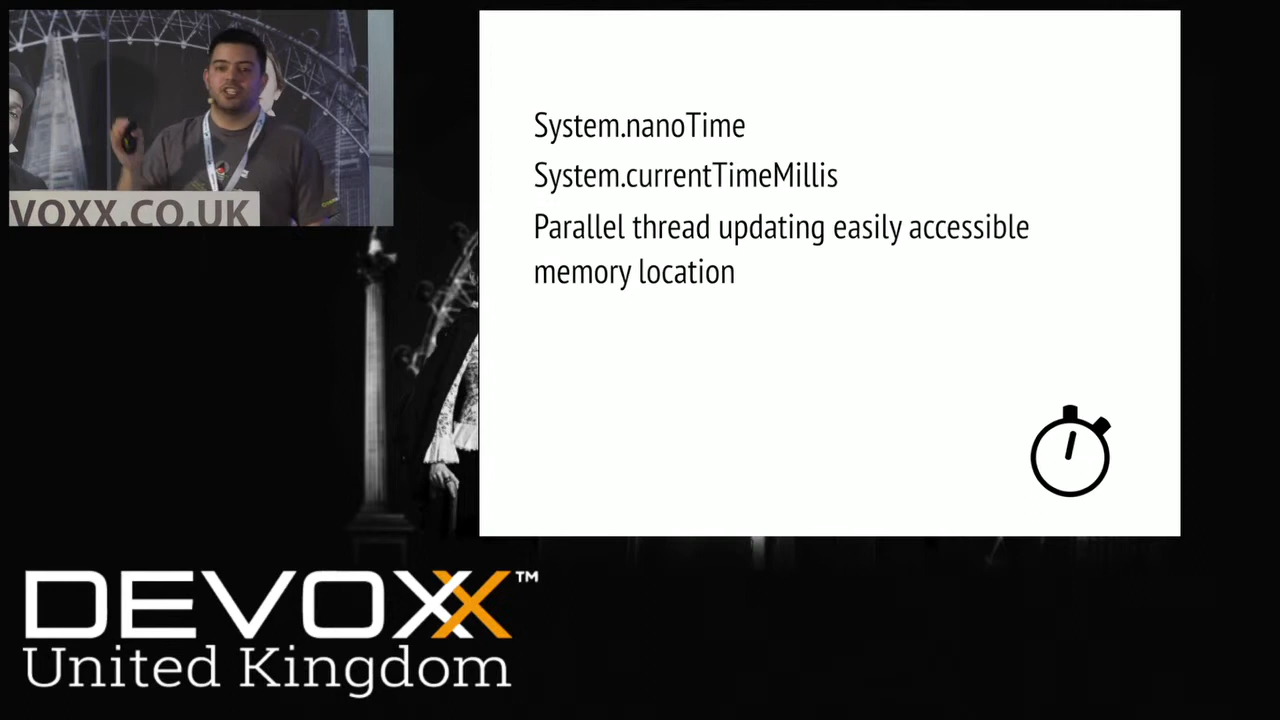 VOXX.CO.UK
System.nanoTime
System.currentTimeMillis
Parallel thread updating easily accessible
memory location
DEVOXX™
United Kingdom